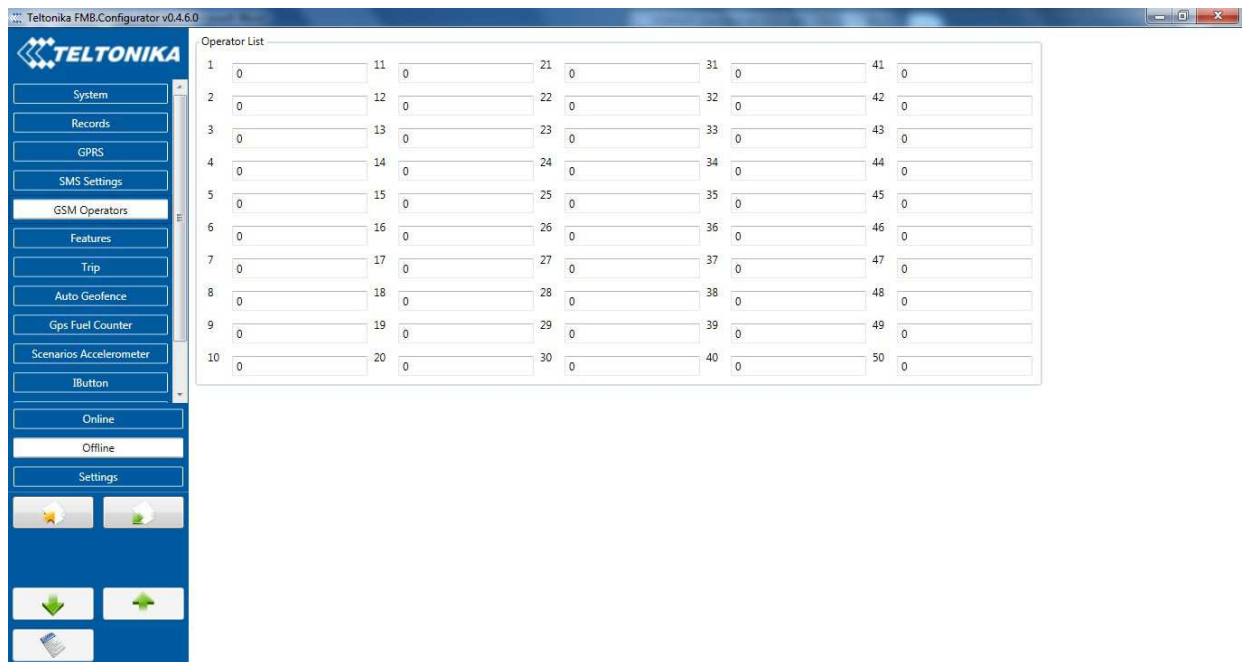 Teltonika FMB.Configurator v0.4.6.0
TELTONIKA
System
Records
GPRS
SMS Settings
GSM Operators
Features
Trip
Auto Geofence
Gps Fuel Counter
Scenarios Accelerometer
IButton
Online
Offline
Settings
Operator List
1 0 11 0 21 0 31 0 41 0
2 0 12 0 22 0 32 0 42 0
3 0 13 0 23 0 33 0 43 0
4 0 14 0 24 0 34 0 44 0
5 0 15 0 25 0 35 0 45 0
6 0 16 0 26 0 36 0 46 0
7 0 17 0 27 0 37 0 47 0
8 0 18 0 28 0 38 0 48 0
9 0 19 0 29 0 39 0 49 0
10 0 20 0 30 0 40 0 50 0